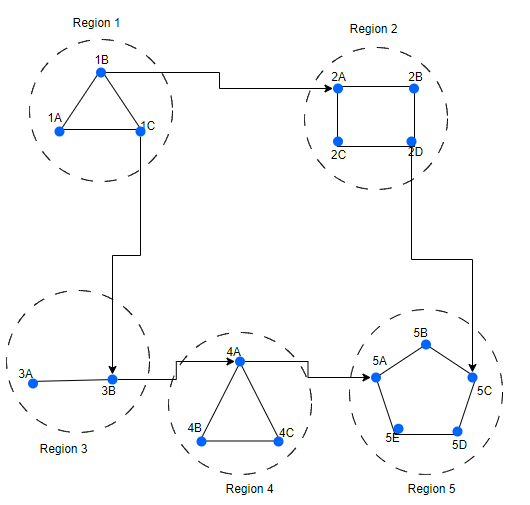 Region 1
Region 2
1B
2A
2B
1A
1C
2C
2D
5B
4A
5A
3A
3B
5C
4B
4C
5E
5D
Region 3
Region 4
Region 5